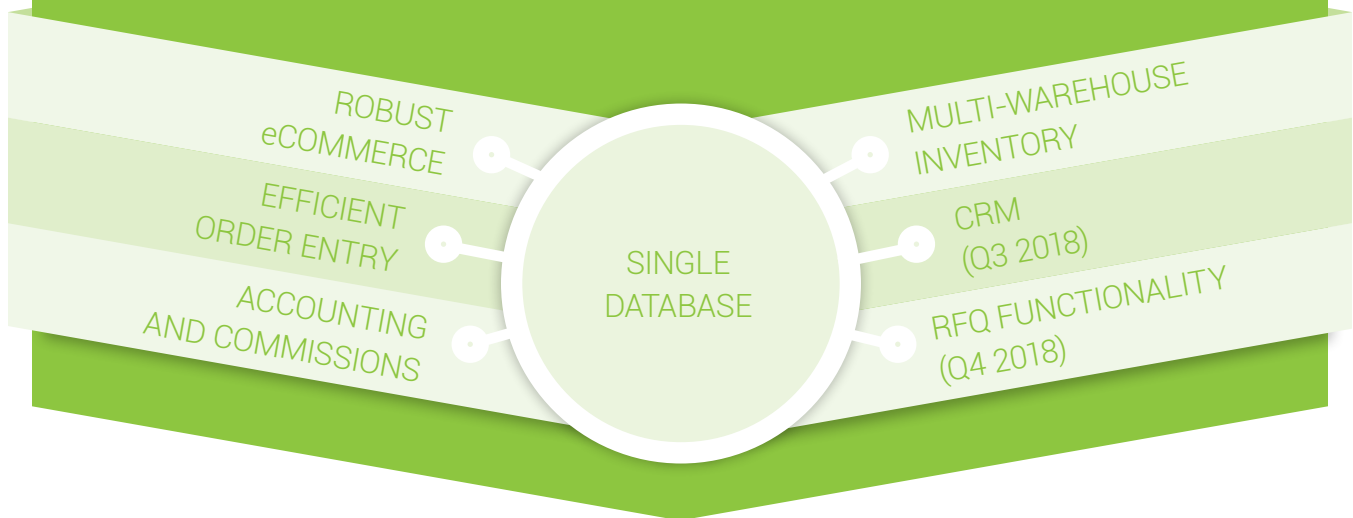 ROBUST
eCOMMERCE
EFFICIENT
ORDER ENTRY
ACCOUNTING
AND COMMISSIONS
SINGLE
DATABASE
MULTI-WAREHOUSE
INVENTORY
CRM
(Q3 2018)
RFQ FUNCTIONALITY
(Q4 2018)